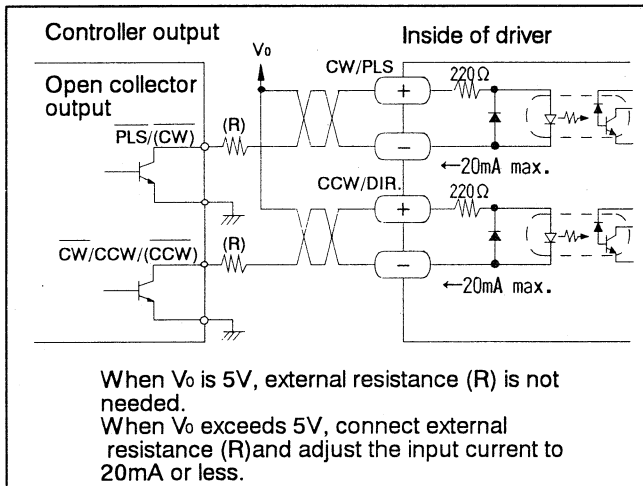 Controller output
Inside of driver
V0
CW/PLS
220Ω
Open collector
output
+
PLS/(CW)
(R)
−
←20mA max.
CCW/DIR.
220Ω
+
CW/CCW/(CCW)
(R)
−
←20mA max.
When V0 is 5V, external resistance (R) is not
needed.
When V0 exceeds 5V, connect external
resistance (R)and adjust the input current to
20mA or less.